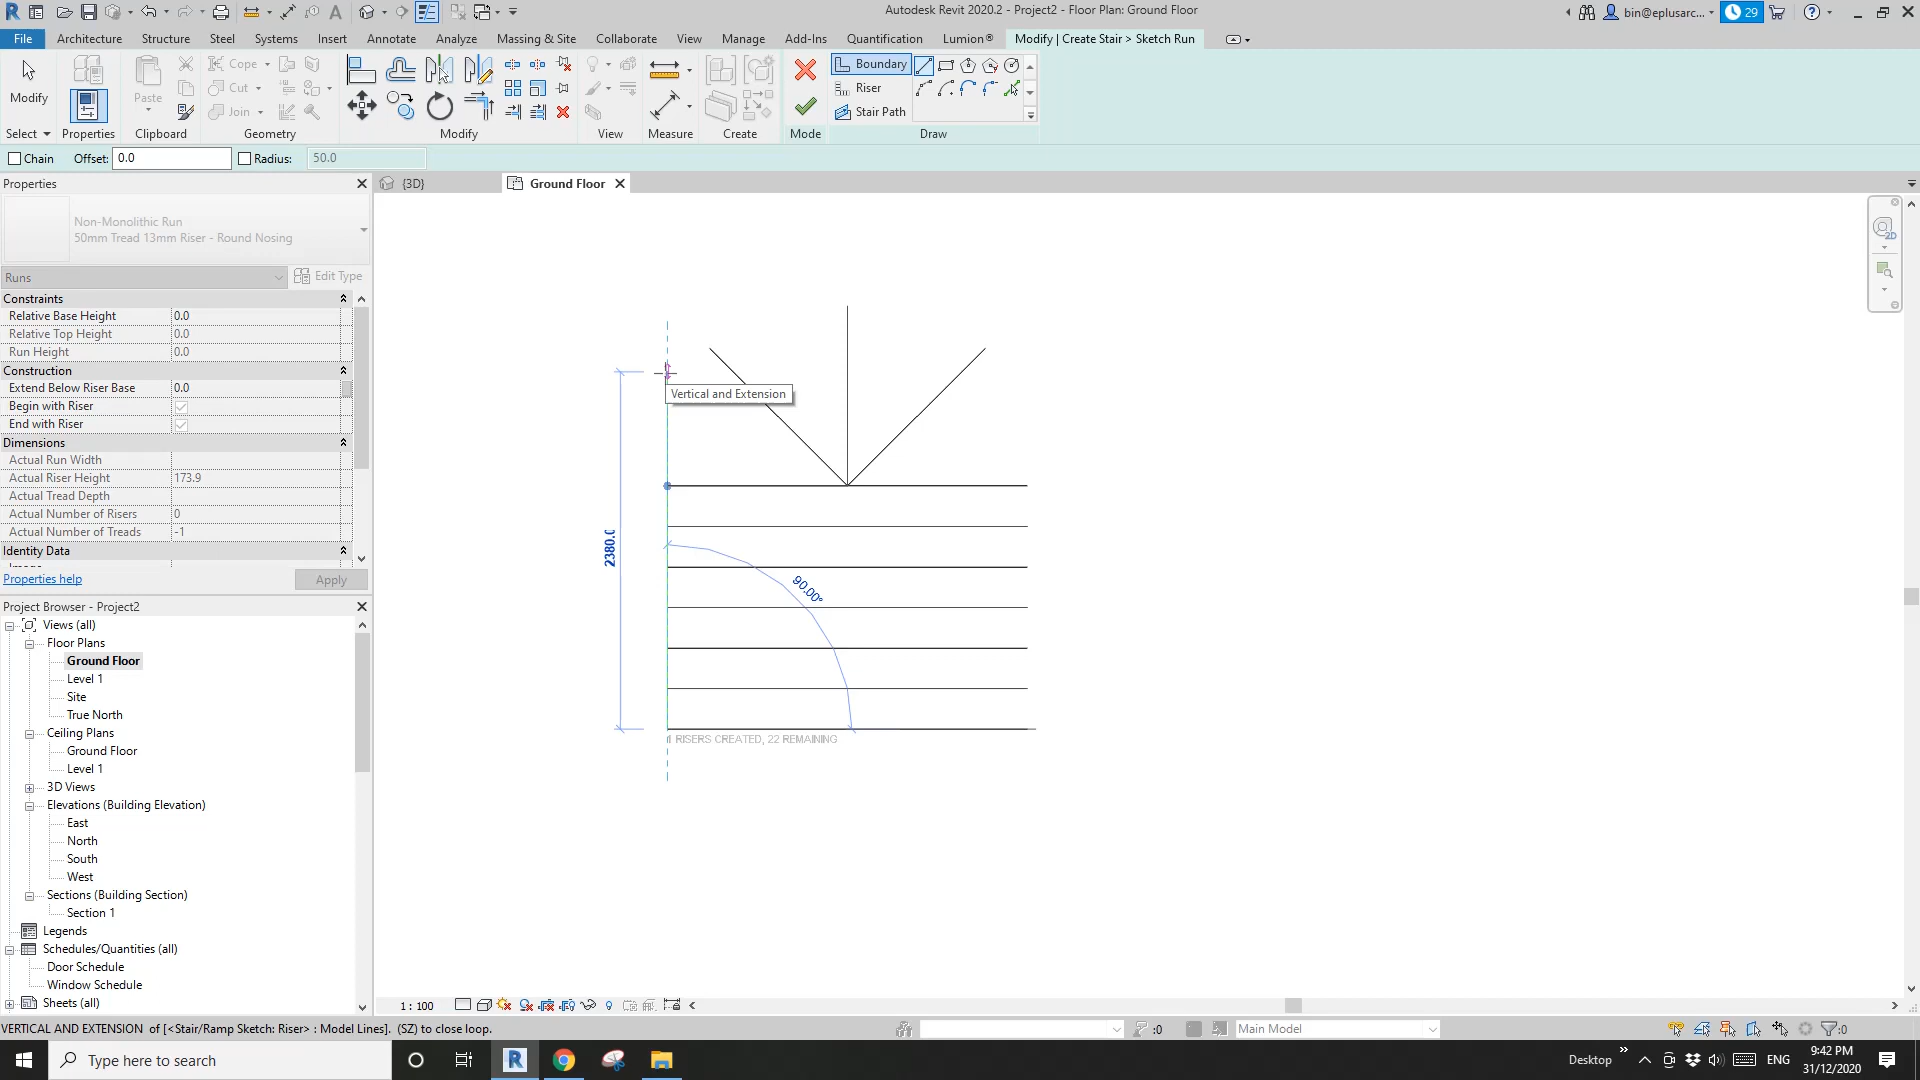 Autodesk Revit 2020.2 - Project2 - Floor Plan: Ground Floor
bin@eplusarc...
29
File Architecture Structure Steel Systems Insert Annotate Analyze Massing & Site Collaborate View Manage Add-Ins Quantification Lumion® Modify | Create Stair > Sketch Run
Modify
Paste
Cope
Cut
Join
Boundary
Riser
Stair Path
Select Properties Clipboard Geometry Modify View Measure Create Mode Draw
Chain Offset: 0.0 Radius: 50.0
Properties
{3D}
Ground Floor
Non-Monolithic Run
50mm Tread 13mm Riser - Round Nosing
Runs
Edit Type
Constraints
Relative Base Height 0.0
Relative Top Height 0.0
Run Height 0.0
Construction
Extend Below Riser Base 0.0
Begin with Riser
End with Riser
Dimensions
Actual Run Width
Actual Riser Height 173.9
Actual Tread Depth
Actual Number of Risers 0
Actual Number of Treads -1
Identity Data
Properties help
Apply
Project Browser - Project2
Views (all)
Floor Plans
Ground Floor
Level 1
Site
True North
Ceiling Plans
Ground Floor
Level 1
3D Views
Elevations (Building Elevation)
East
North
South
West
Sections (Building Section)
Section 1
Legends
Schedules/Quantities (all)
Door Schedule
Window Schedule
Sheets (all)
Vertical and Extension
2380.0
90.00°
1 RISERS CREATED, 22 REMAINING
2D
1 : 100
VERTICAL AND EXTENSION of [<Stair/Ramp Sketch: Riser> : Model Lines]. (SZ) to close loop.
:0
Main Model
:0
Type here to search
Desktop
ENG
9:42 PM
31/12/2020